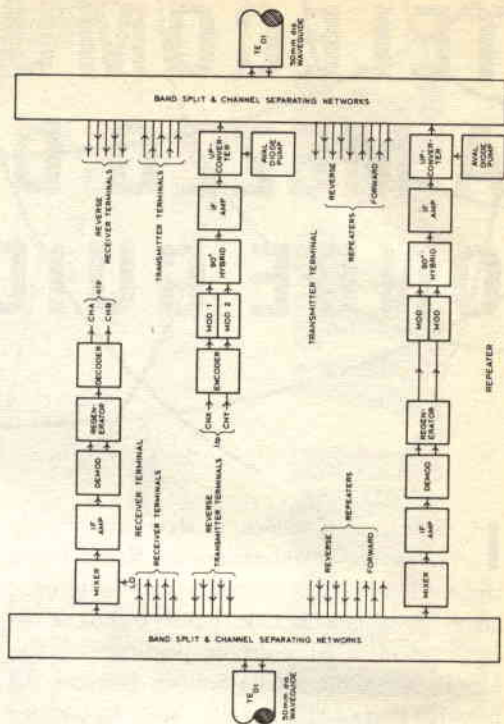 TE 01
50mm dia
WAVEGUIDE
BAND SPLIT & CHANNEL SEPARATING NETWORKS
REVERSE
RECEIVER TERMINALS
TRANSMITTER TERMINALS
UP-
CONVER-
TER
AVAL
DIODE
PUMP
REVERSE
REPEATERS
FORWARD
UP-
CONVER-
TER
AVAL
DIODE
PUMP
CHA
CHB
o/p
DECODER
REGEN-
ERATOR
DEMOD
IF
AMP
MIXER
LO
RECEIVER TERMINAL
IF
AMP
90°
HYBRID
MOD 1
MOD 2
ENCODER
CHX
CHY
i/p
TRANSMITTER TERMINAL
IF
AMP
90°
HYBRID
MOD
MOD
REGEN-
ERATOR
DEMOD
IF
AMP
MIXER
REPEATER
RECEIVER TERMINALS
REVERSE
TRANSMITTER TERMINALS
REVERSE
REPEATERS
FORWARD
BAND SPLIT & CHANNEL SEPARATING NETWORKS
TE 01
50mm dia
WAVEGUIDE